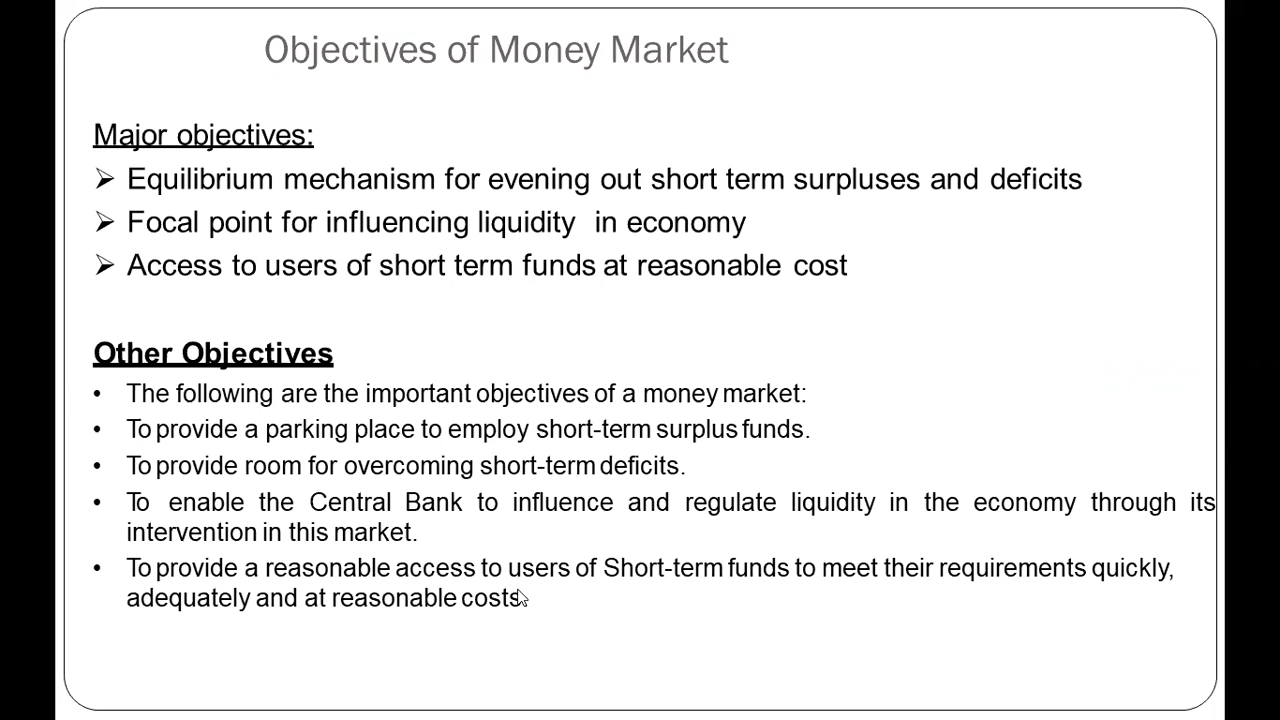 Objectives of Money Market
Major objectives:
➢ Equilibrium mechanism for evening out short term surpluses and deficits
➢ Focal point for influencing liquidity in economy
➢ Access to users of short term funds at reasonable cost
Other Objectives
• The following are the important objectives of a money market:
• To provide a parking place to employ short-term surplus funds.
• To provide room for overcoming short-term deficits.
• To enable the Central Bank to influence and regulate liquidity in the economy through its
intervention in this market.
• To provide a reasonable access to users of Short-term funds to meet their requirements quickly,
adequately and at reasonable costs